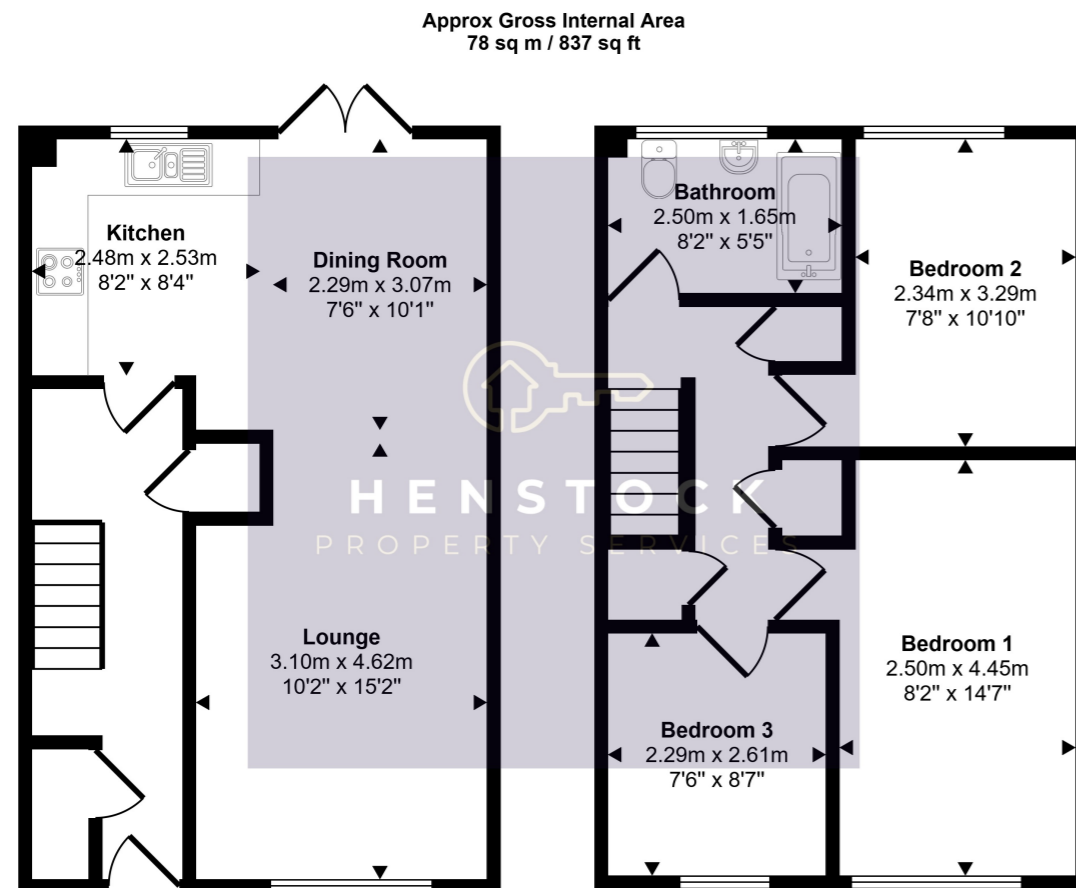 Approx Gross Internal Area
78 sq m / 837 sq ft
Kitchen
2.48m x 2.53m
8'2" x 8'4"
Dining Room
2.29m x 3.07m
7'6" x 10'1"
Lounge
3.10m x 4.62m
10'2" x 15'2"
Bathroom
2.50m x 1.65m
8'2" x 5'5"
Bedroom 2
2.34m x 3.29m
7'8" x 10'10"
Bedroom 1
2.50m x 4.45m
8'2" x 14'7"
Bedroom 3
2.29m x 2.61m
7'6" x 8'7"
HENSTOCK
PROPERTY SERVICES